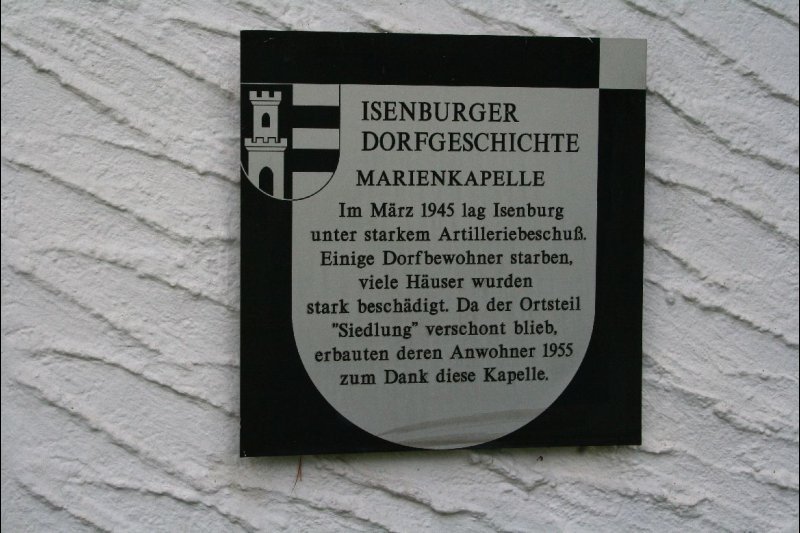 ISENBURGER
DORFGESCHICHTE
MARIENKAPELLE
Im März 1945 lag Isenburg
unter starkem Artilleriebeschuß.
Einige Dorfbewohner starben,
viele Häuser wurden
stark beschädigt. Da der Ortsteil
"Siedlung" verschont blieb,
erbauten deren Anwohner 1955
zum Dank diese Kapelle.